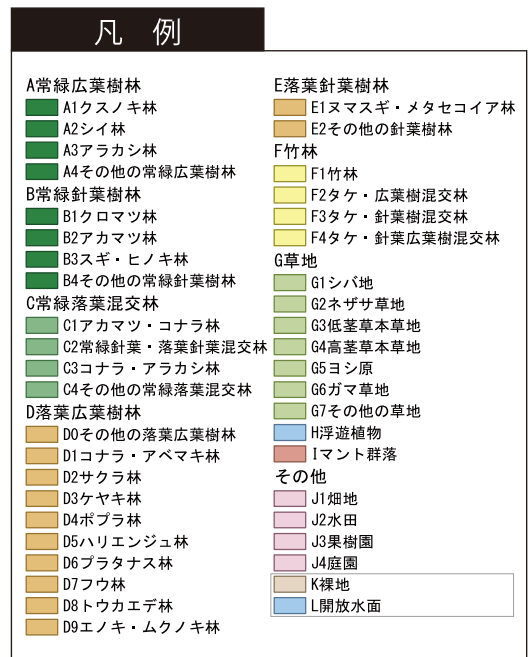 凡 例
A常緑広葉樹林
A1クスノキ林
A2シイ林
A3アラカシ林
A4その他の常緑広葉樹林
B常緑針葉樹林
B1クロマツ林
B2アカマツ林
B3スギ・ヒノキ林
B4その他の常緑針葉樹林
C常緑落葉混交林
C1アカマツ・コナラ林
C2常緑針葉・落葉針葉混交林
C3コナラ・アラカシ林
C4その他の常緑落葉混交林
D落葉広葉樹林
D0その他の落葉広葉樹林
D1コナラ・アベマキ林
D2サクラ林
D3ケヤキ林
D4ポプラ林
D5ハリエンジュ林
D6プラタナス林
D7フウ林
D8トウカエデ林
D9エノキ・ムクノキ林
E落葉針葉樹林
E1ヌマスギ・メタセコイア林
E2その他の針葉樹林
F竹林
F1竹林
F2タケ・広葉樹混交林
F3タケ・針葉樹混交林
F4タケ・針葉広葉樹混交林
G草地
G1シバ地
G2ネザサ草地
G3低茎草本草地
G4高茎草本草地
G5ヨシ原
G6ガマ草地
G7その他の草地
H浮遊植物
Iマント群落
その他
J1畑地
J2水田
J3果樹園
J4庭園
K裸地
L開放水面